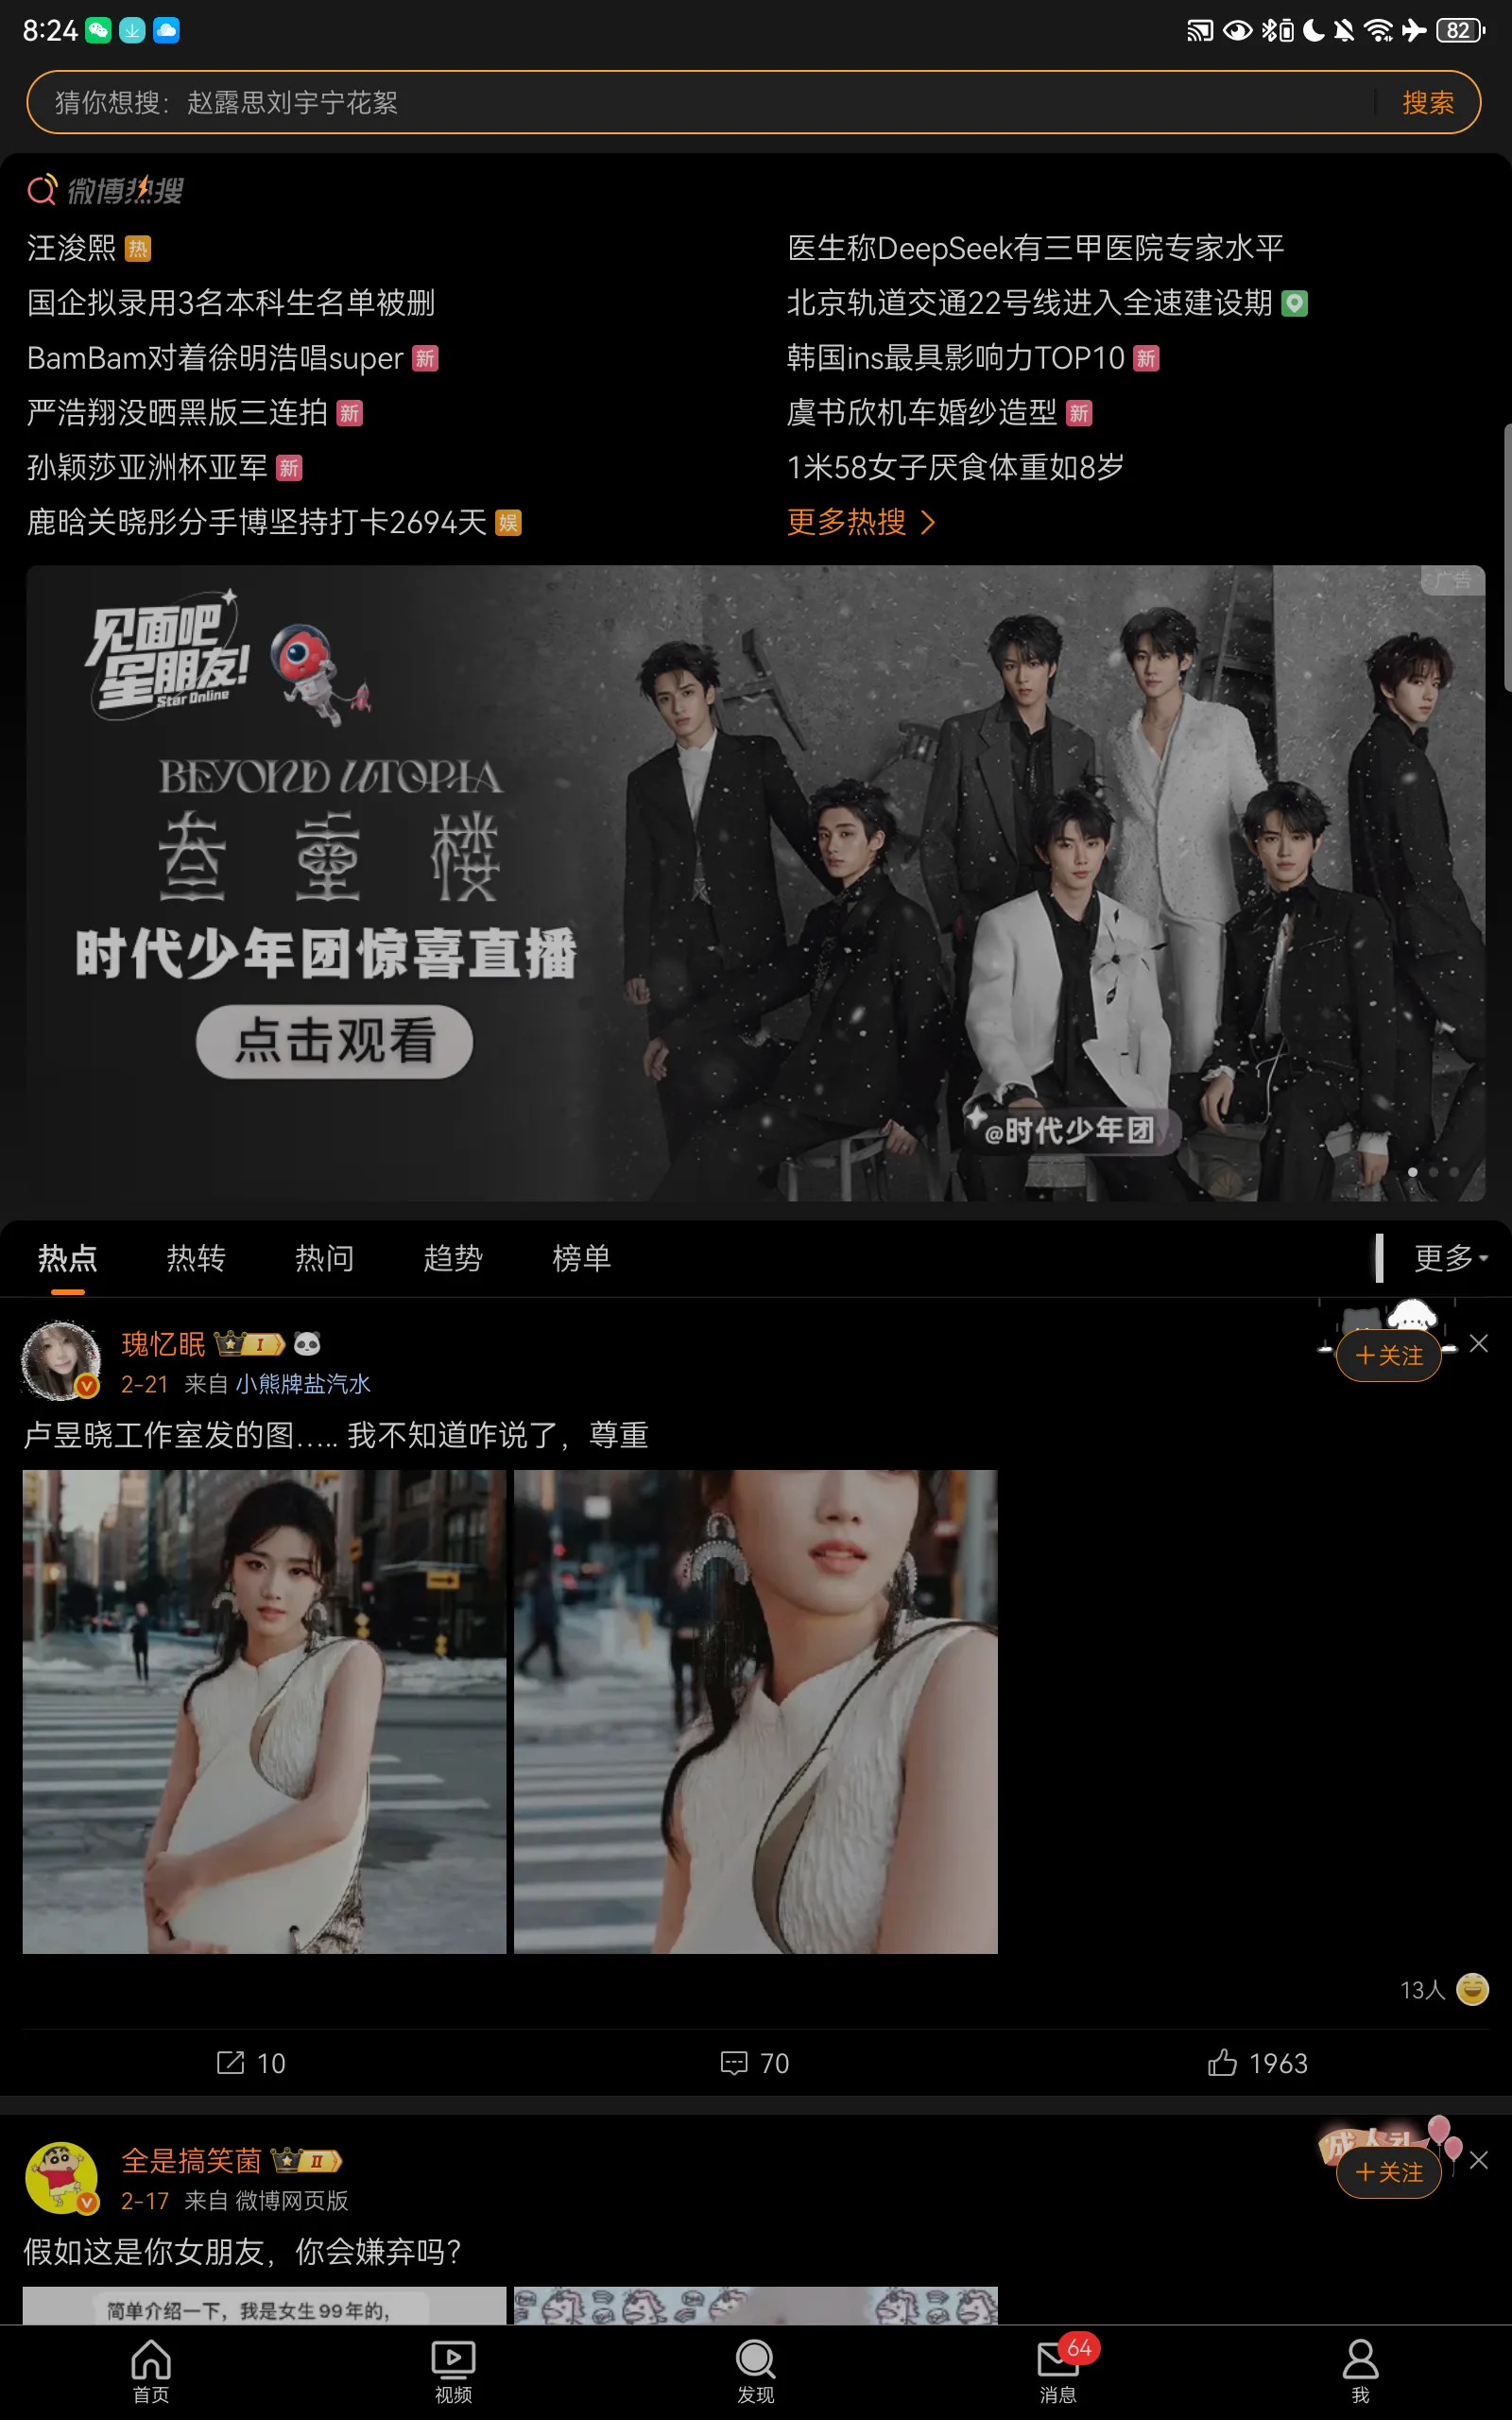 8:24
82
猜你想搜：赵露思刘宇宁花絮
搜索
微博热搜
汪浚熙 热
医生称DeepSeek有三甲医院专家水平
国企拟录用3名本科生名单被删
北京轨道交通22号线进入全速建设期
BamBam对着徐明浩唱super 新
韩国ins最具影响力TOP10 新
严浩翔没晒黑版三连拍 新
虞书欣机车婚纱造型 新
孙颖莎亚洲杯亚军 新
1米58女子厌食体重如8岁
鹿晗关晓彤分手博坚持打卡2694天 娱
更多热搜
广告
见面吧
星朋友!
Star Online
BEYOND UTOPIA
叁重楼
时代少年团惊喜直播
点击观看
@时代少年团
热点 热转 热问 趋势 榜单 更多
瑰忆眠 I
+关注
2-21 来自 小熊牌盐汽水
卢昱晓工作室发的图….. 我不知道咋说了，尊重
13人
10 70 1963
全是搞笑菌 II
成人礼
+关注
2-17 来自 微博网页版
假如这是你女朋友，你会嫌弃吗？
简单介绍一下，我是女生99年的，
64
首页 视频 发现 消息 我